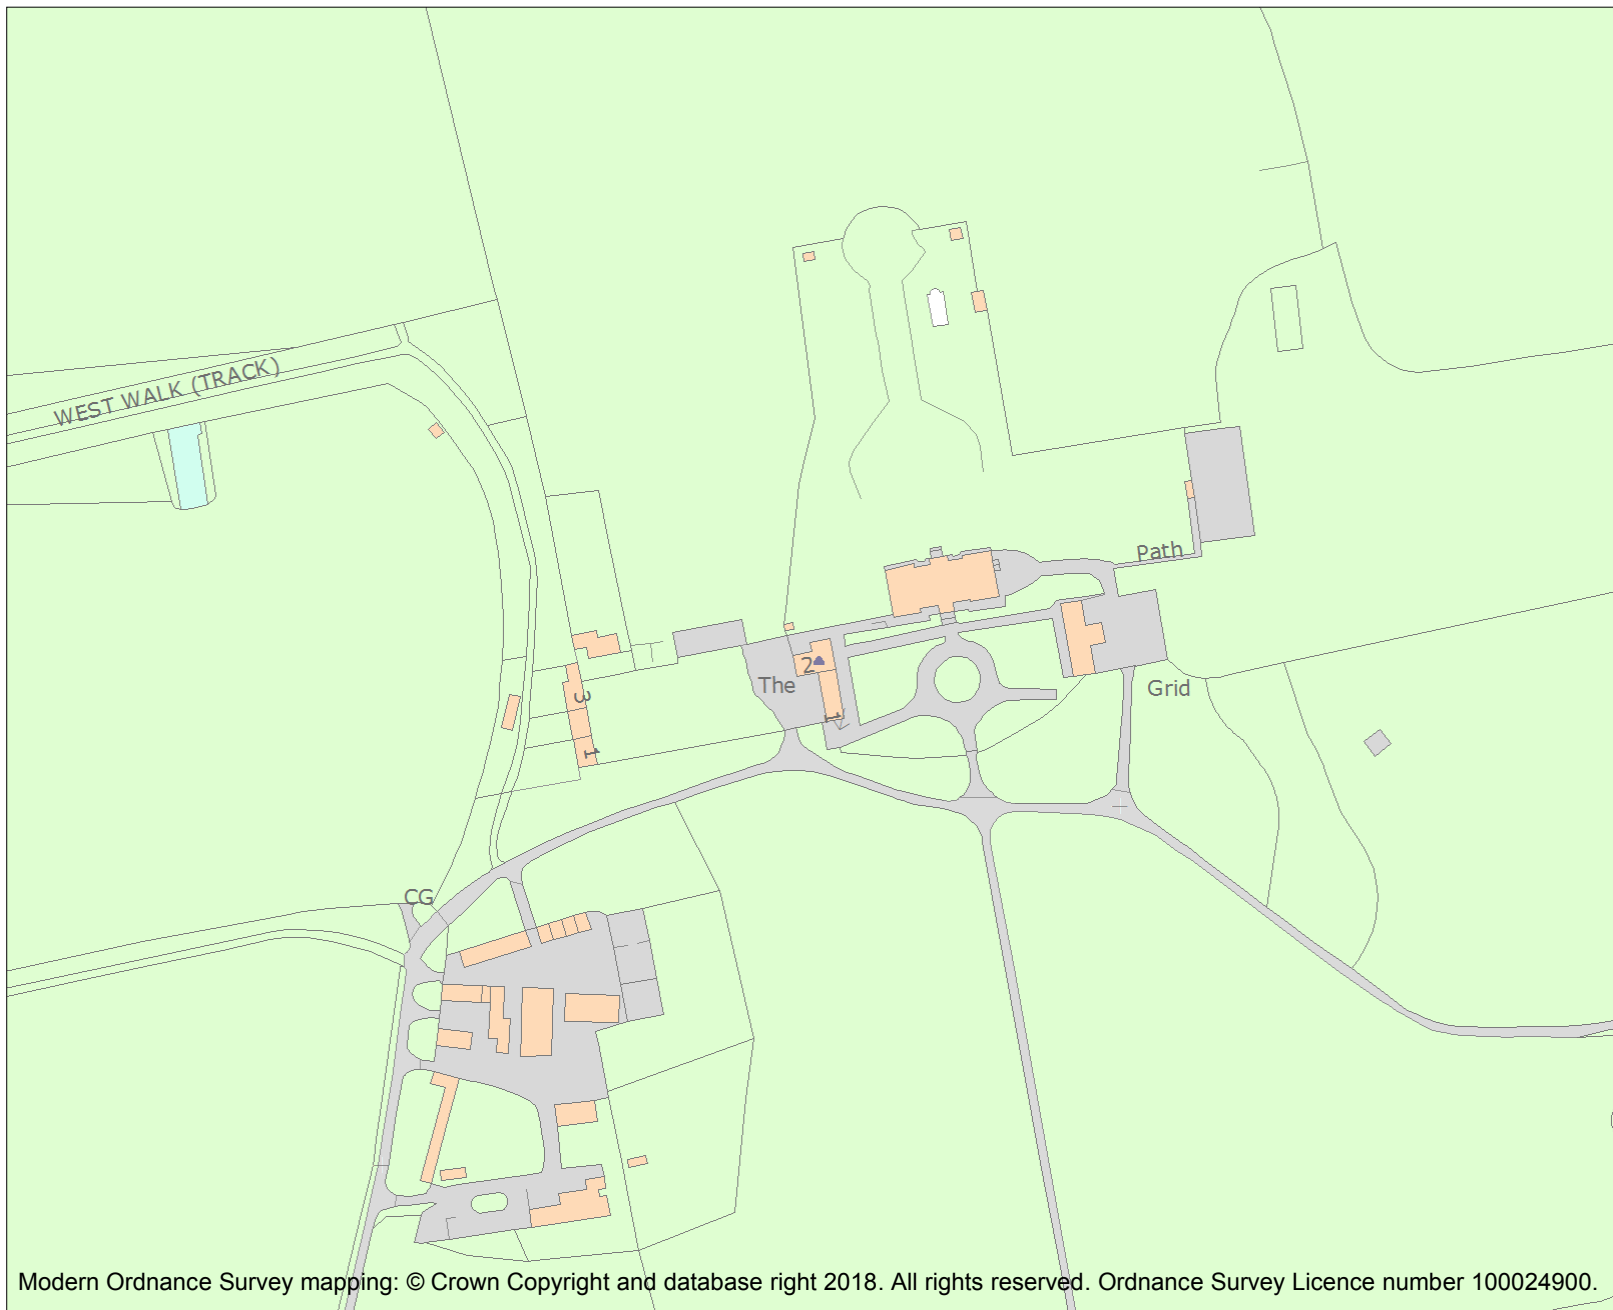 WEST WALK (TRACK)
Path
2
The
3
1
1
Grid
CG
Modern Ordnance Survey mapping: © Crown Copyright and database right 2018. All rights reserved. Ordnance Survey Licence number 100024900.